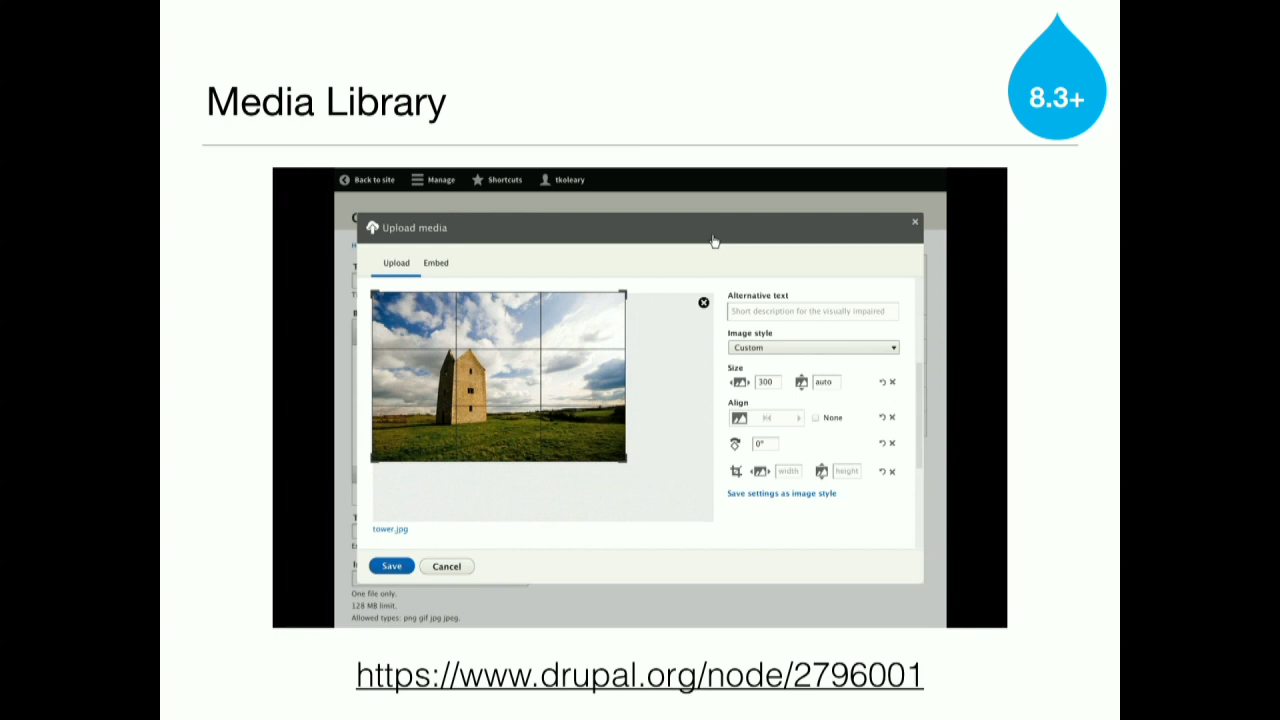 Media Library
8.3+
Back to site Manage Shortcuts tkoleary
Upload media
Upload Embed
Alternative text
Short description for the visually impaired
Image style
Custom
Size
300 auto
Align
None
0°
width height
Save settings as image style
tower.jpg
Save Cancel
One file only.
128 MB limit.
Allowed types: png gif jpg jpeg.
https://www.drupal.org/node/2796001